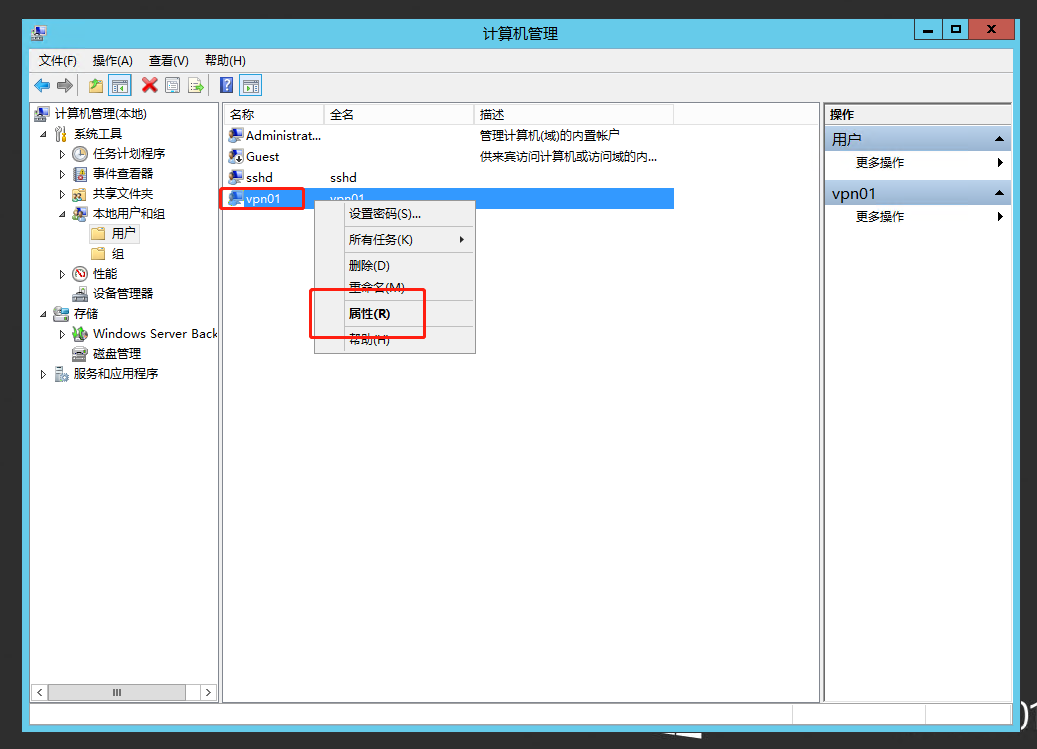 计算机管理
文件(F) 操作(A) 查看(V) 帮助(H)
计算机管理(本地)
系统工具
任务计划程序
事件查看器
共享文件夹
本地用户和组
用户
组
性能
设备管理器
存储
Windows Server Back
磁盘管理
服务和应用程序
名称 全名 描述
Administrat... 管理计算机(域)的内置帐户
Guest 供来宾访问计算机或访问域的内...
sshd sshd
vpn01 vpn01
设置密码(S)...
所有任务(K)
删除(D)
重命名(M)
属性(R)
帮助(H)
操作
用户
更多操作
vpn01
更多操作